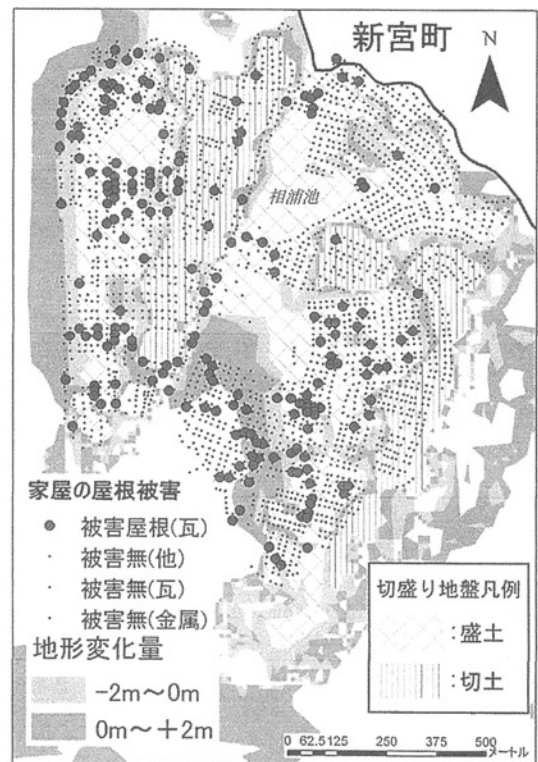 新宮町
N
相浦池
家屋の屋根被害
被害屋根(瓦)
被害無(他)
被害無(瓦)
被害無(金属)
地形変化量
-2m～0m
0m～+2m
切盛り地盤凡例
:盛土
:切土
0 62.5 125 250 375 500
メートル